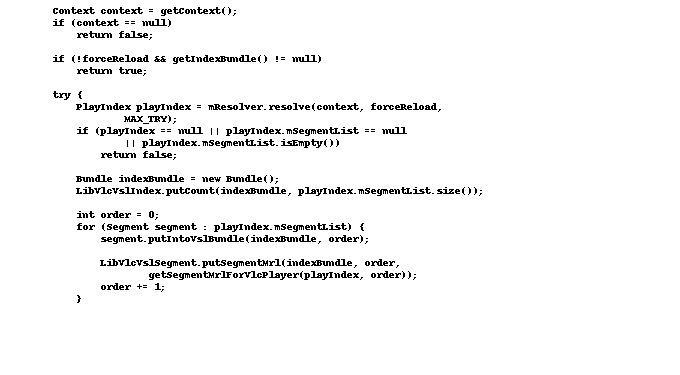 Context context = getContext();
if (context == null)
    return false;

if (!forceReload && getIndexBundle() != null)
    return true;

try {
    PlayIndex playIndex = mResolver.resolve(context, forceReload,
            MAX_TRY);
    if (playIndex == null || playIndex.mSegmentList == null
            || playIndex.mSegmentList.isEmpty())
        return false;

    Bundle indexBundle = new Bundle();
    LibVlcVslIndex.putCount(indexBundle, playIndex.mSegmentList.size());

    int order = 0;
    for (Segment segment : playIndex.mSegmentList) {
        segment.putIntoVslBundle(indexBundle, order);

        LibVlcVslSegment.putSegmentMrl(indexBundle, order,
                getSegmentMrlForVlcPlayer(playIndex, order));
        order += 1;
    }